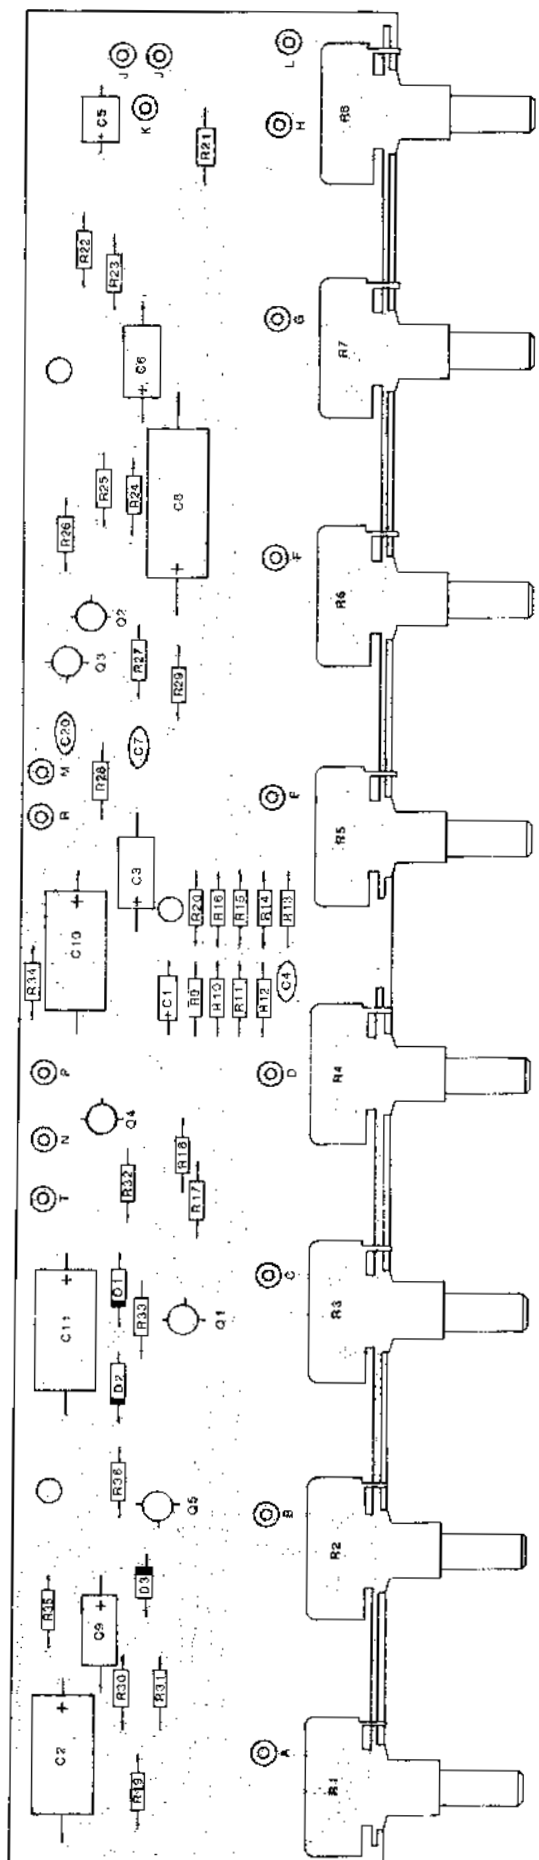 J
J
L
C5
+
K
H
R21
R8
R22
R23
G
C6
+
R7
R25
R24
C8
+
R26
F
R6
Q2
Q3
R27
R29
C20
C7
M
R28
E
R
R5
C3
+
R20
R16
R15
R14
R13
+
C10
R34
C1
+
R9
R10
R11
R12
C4
P
D
R4
Q4
N
R18
R32
R17
T
C
+
C11
D1
R33
Q1
R3
D2
R36
Q5
B
R2
D3
R35
+
C9
R30
R31
+
C2
A
R19
R1